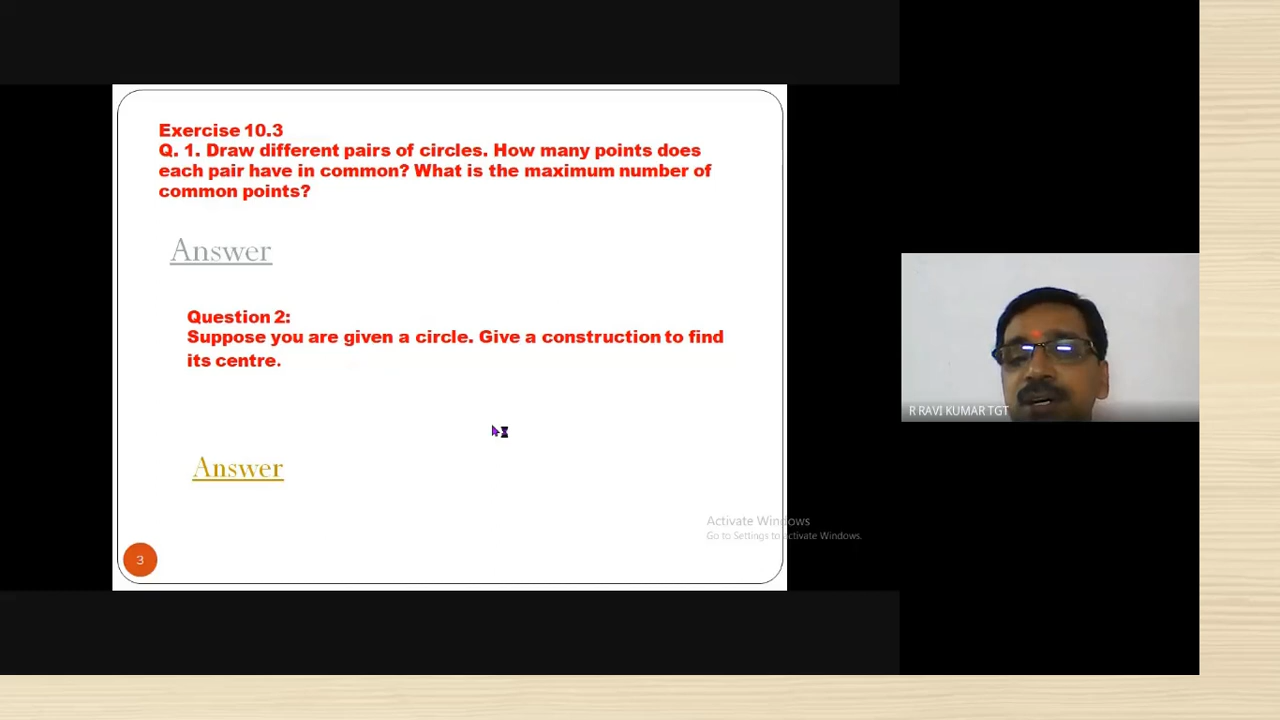 Exercise 10.3
Q. 1. Draw different pairs of circles. How many points does
each pair have in common? What is the maximum number of
common points?
Answer
Question 2:
Suppose you are given a circle. Give a construction to find
its centre.
Answer
R RAVI KUMAR TGT
Activate Windows
Go to Settings to activate Windows.
3